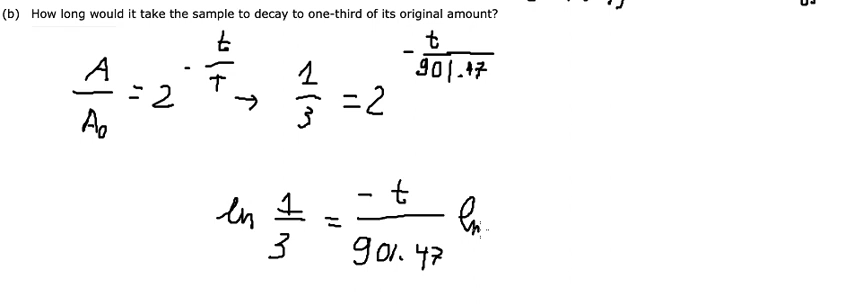 (b) How long would it take the sample to decay to one-third of its original amount?
A/A₀ = 2^(-t/T) → 1/3 = 2^(-t/901.47)
ln 1/3 = -t/901.47 ln